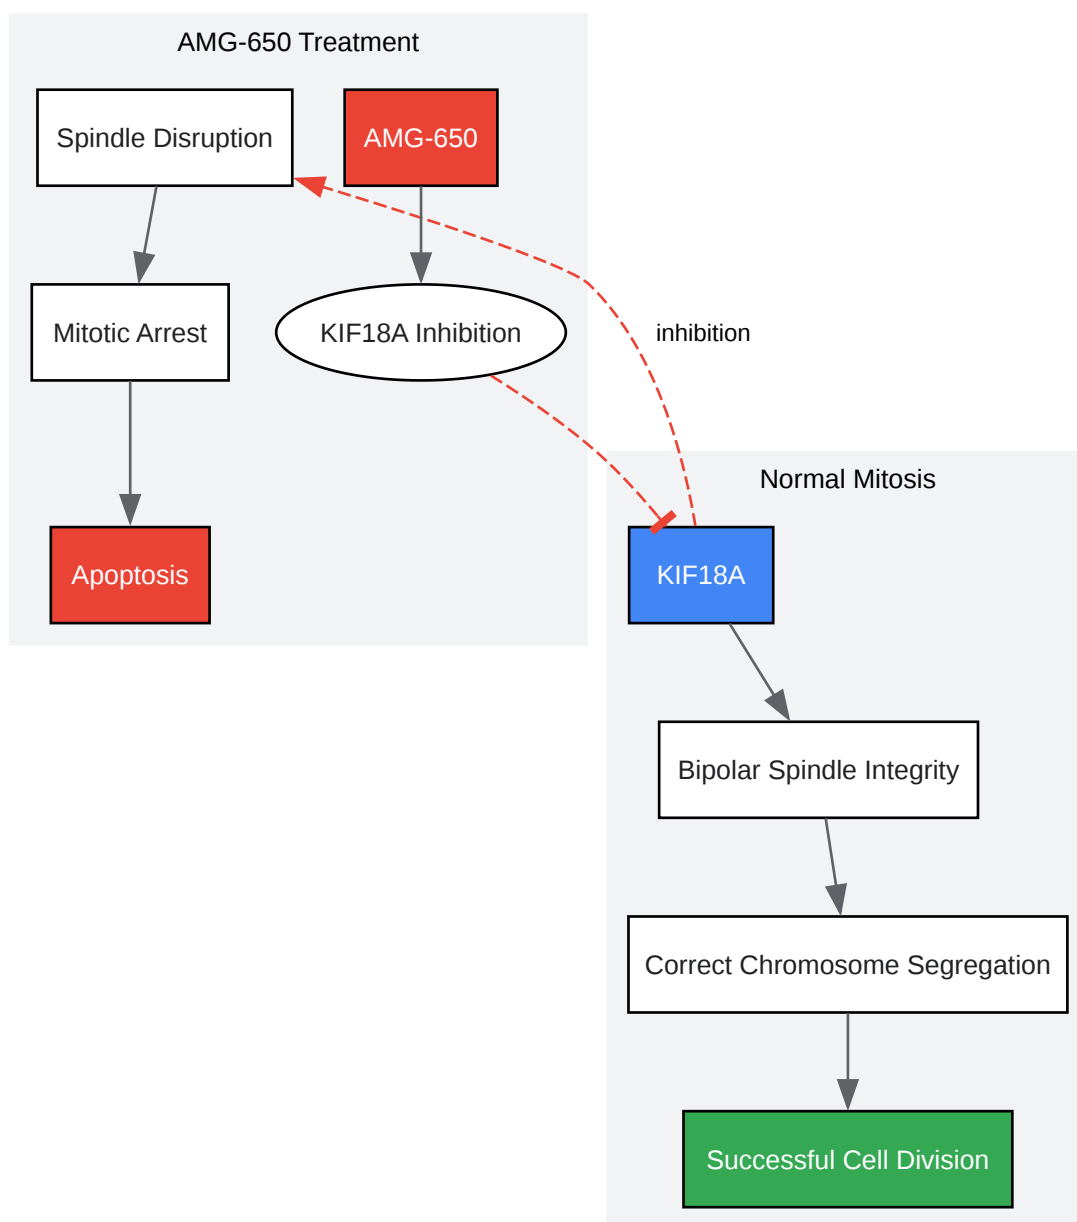 AMG-650 Treatment
Spindle Disruption
AMG-650
Mitotic Arrest
KIF18A Inhibition
inhibition
Apoptosis
Normal Mitosis
KIF18A
Bipolar Spindle Integrity
Correct Chromosome Segregation
Successful Cell Division